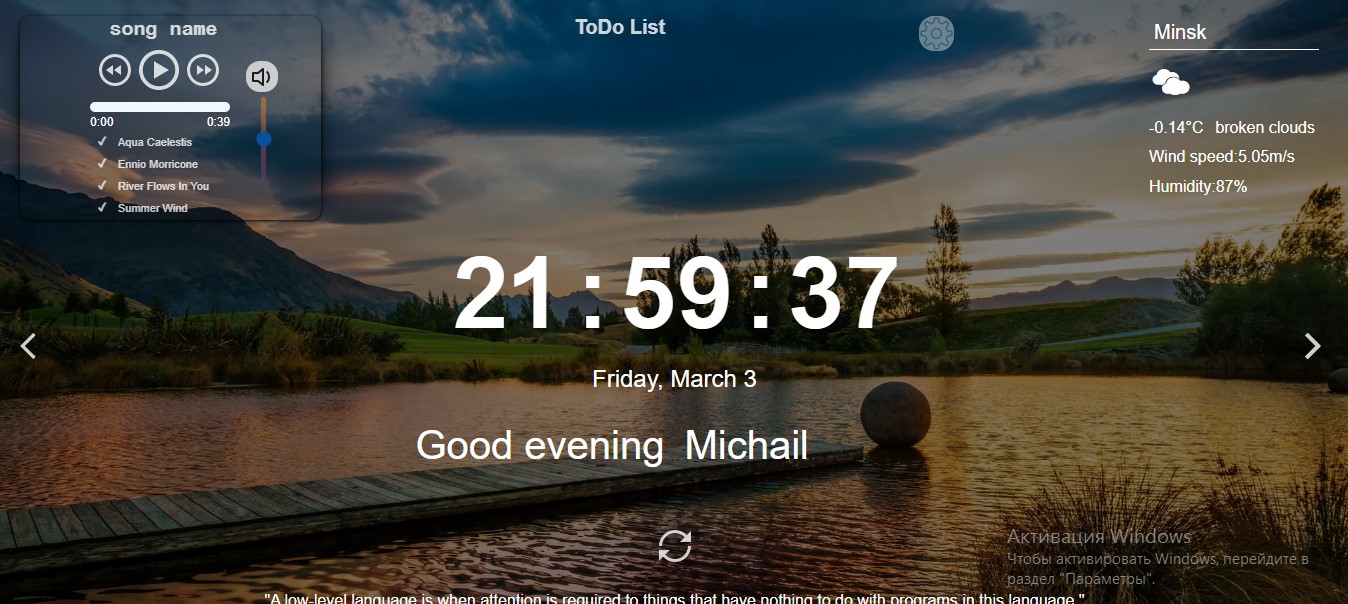 song name
0:00 0:39
Aqua Caelestis
Ennio Morricone
River Flows In You
Summer Wind
ToDo List
Minsk
-0.14°C broken clouds
Wind speed:5.05m/s
Humidity:87%
21:59:37
Friday, March 3
Good evening Michail
Активация Windows
Чтобы активировать Windows, перейдите в
раздел "Параметры".
"A low-level language is when attention is required to things that have nothing to do with programs in this language."